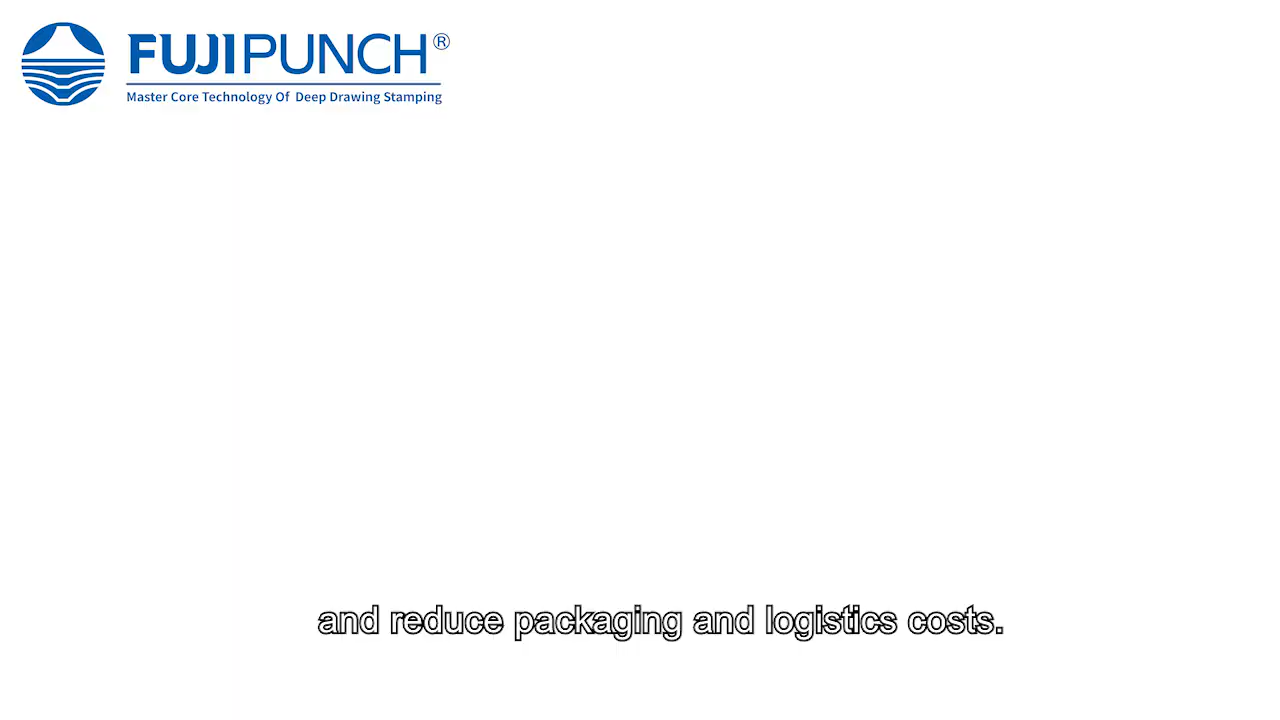 FUJIPUNCH®
Master Core Technology Of Deep Drawing Stamping
and reduce packaging and logistics costs.